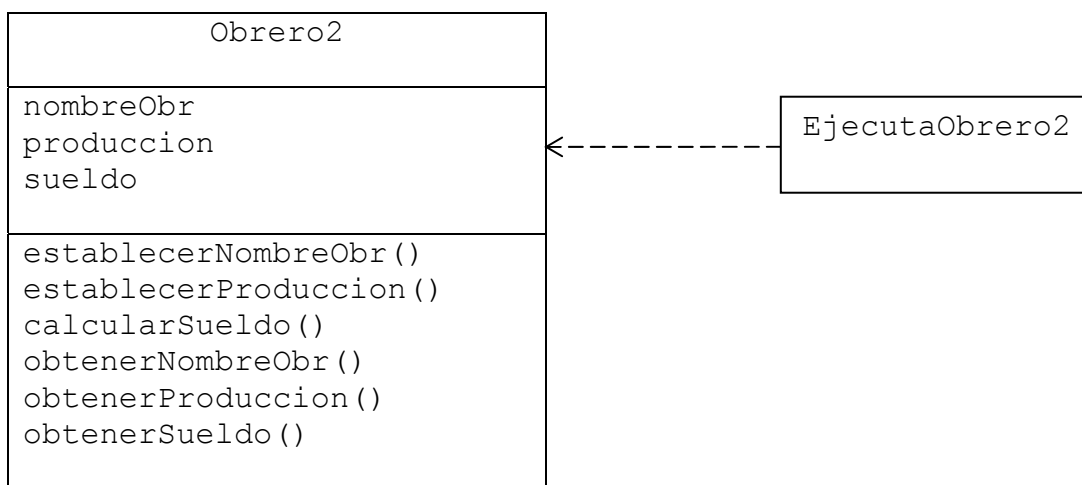 Obrero2
nombreObr
produccion
sueldo
EjecutaObrero2
establecerNombreObr()
establecerProduccion()
calcularSueldo()
obtenerNombreObr()
obtenerProduccion()
obtenerSueldo()